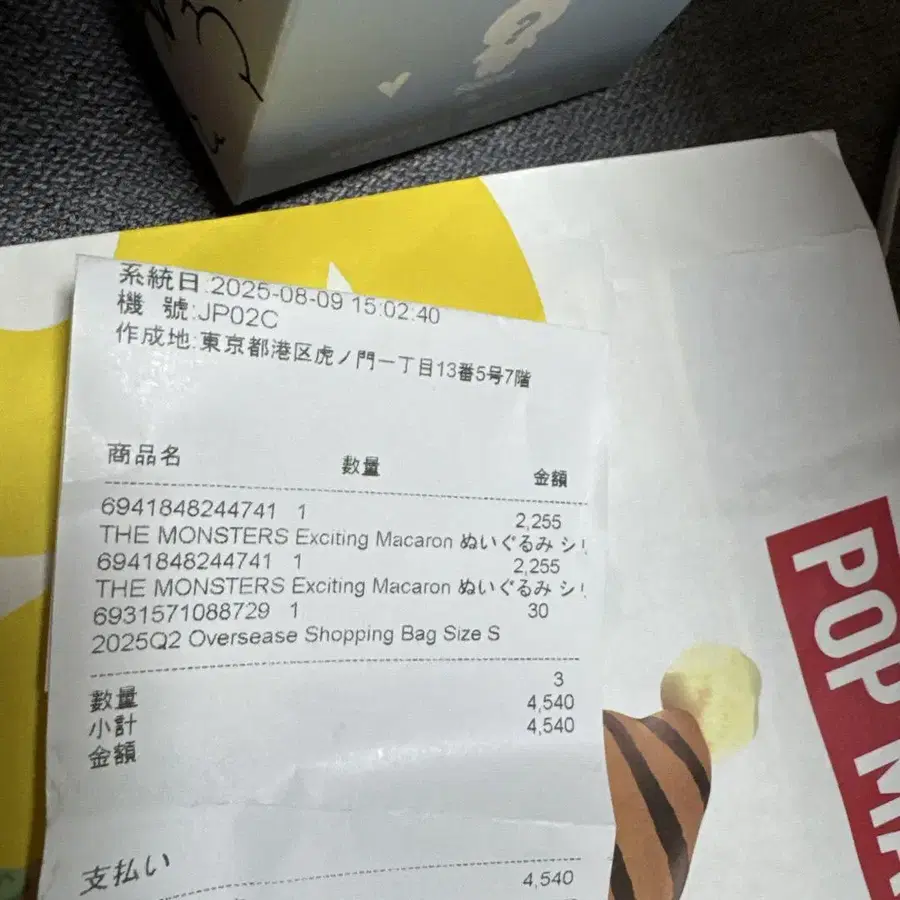 系統日:2025-08-09 15:02:40
機 號:JP02C
作成地:東京都港区虎ノ門一丁目13番5号7階
商品名 数量 金額
6941848244741 1 2,255
THE MONSTERS Exciting Macaron ぬいぐるみ シリ
6941848244741 1 2,255
THE MONSTERS Exciting Macaron ぬいぐるみ シリ
6931571088729 1 30
2025Q2 Oversease Shopping Bag Size S
数量 3
小計 4,540
金額 4,540
支払い 4,540
POP MA